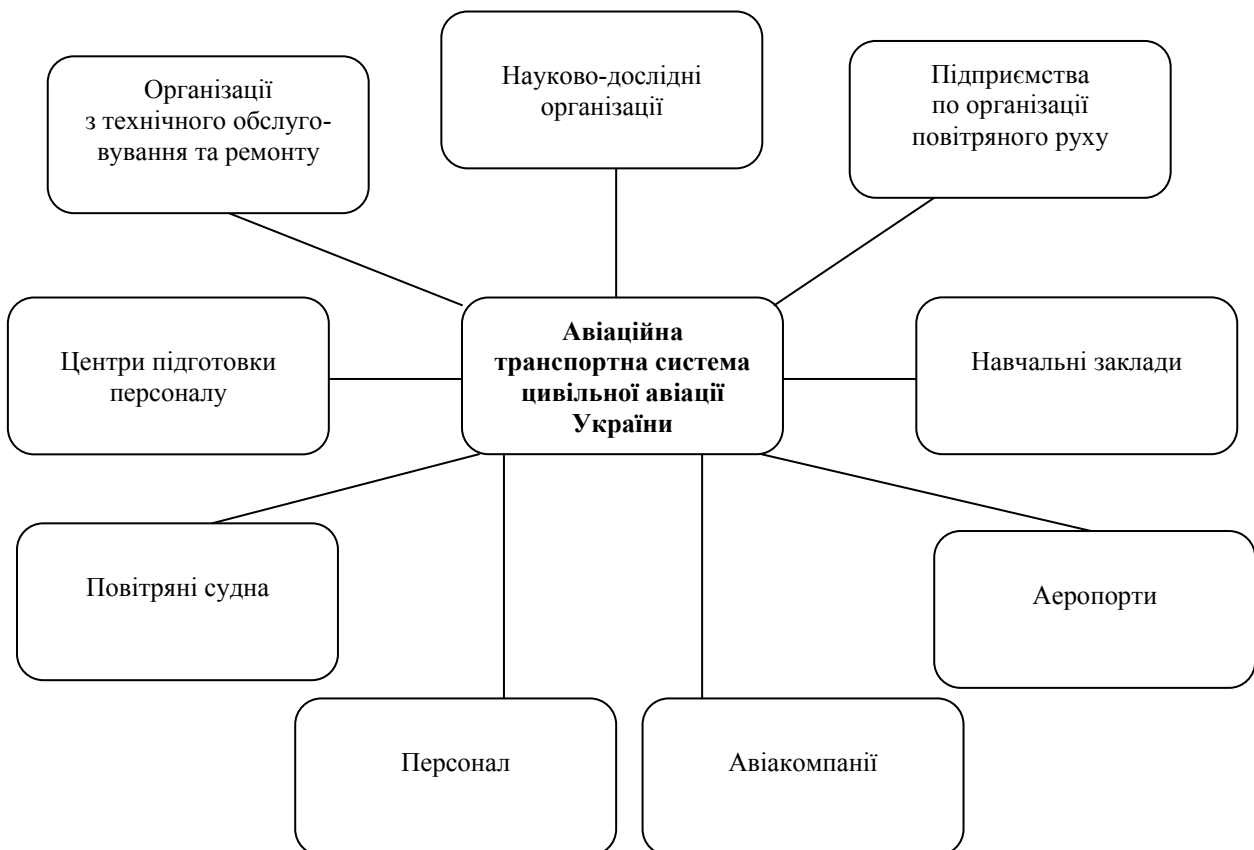 Організації
з технічного обслуго-
вування та ремонту
Науково-дослідні
організації
Підприємства
по організації
повітряного руху
Центри підготовки
персоналу
Авіаційна
транспортна система
цивільної авіації
України
Навчальні заклади
Повітряні судна
Аеропорти
Персонал
Авіакомпанії